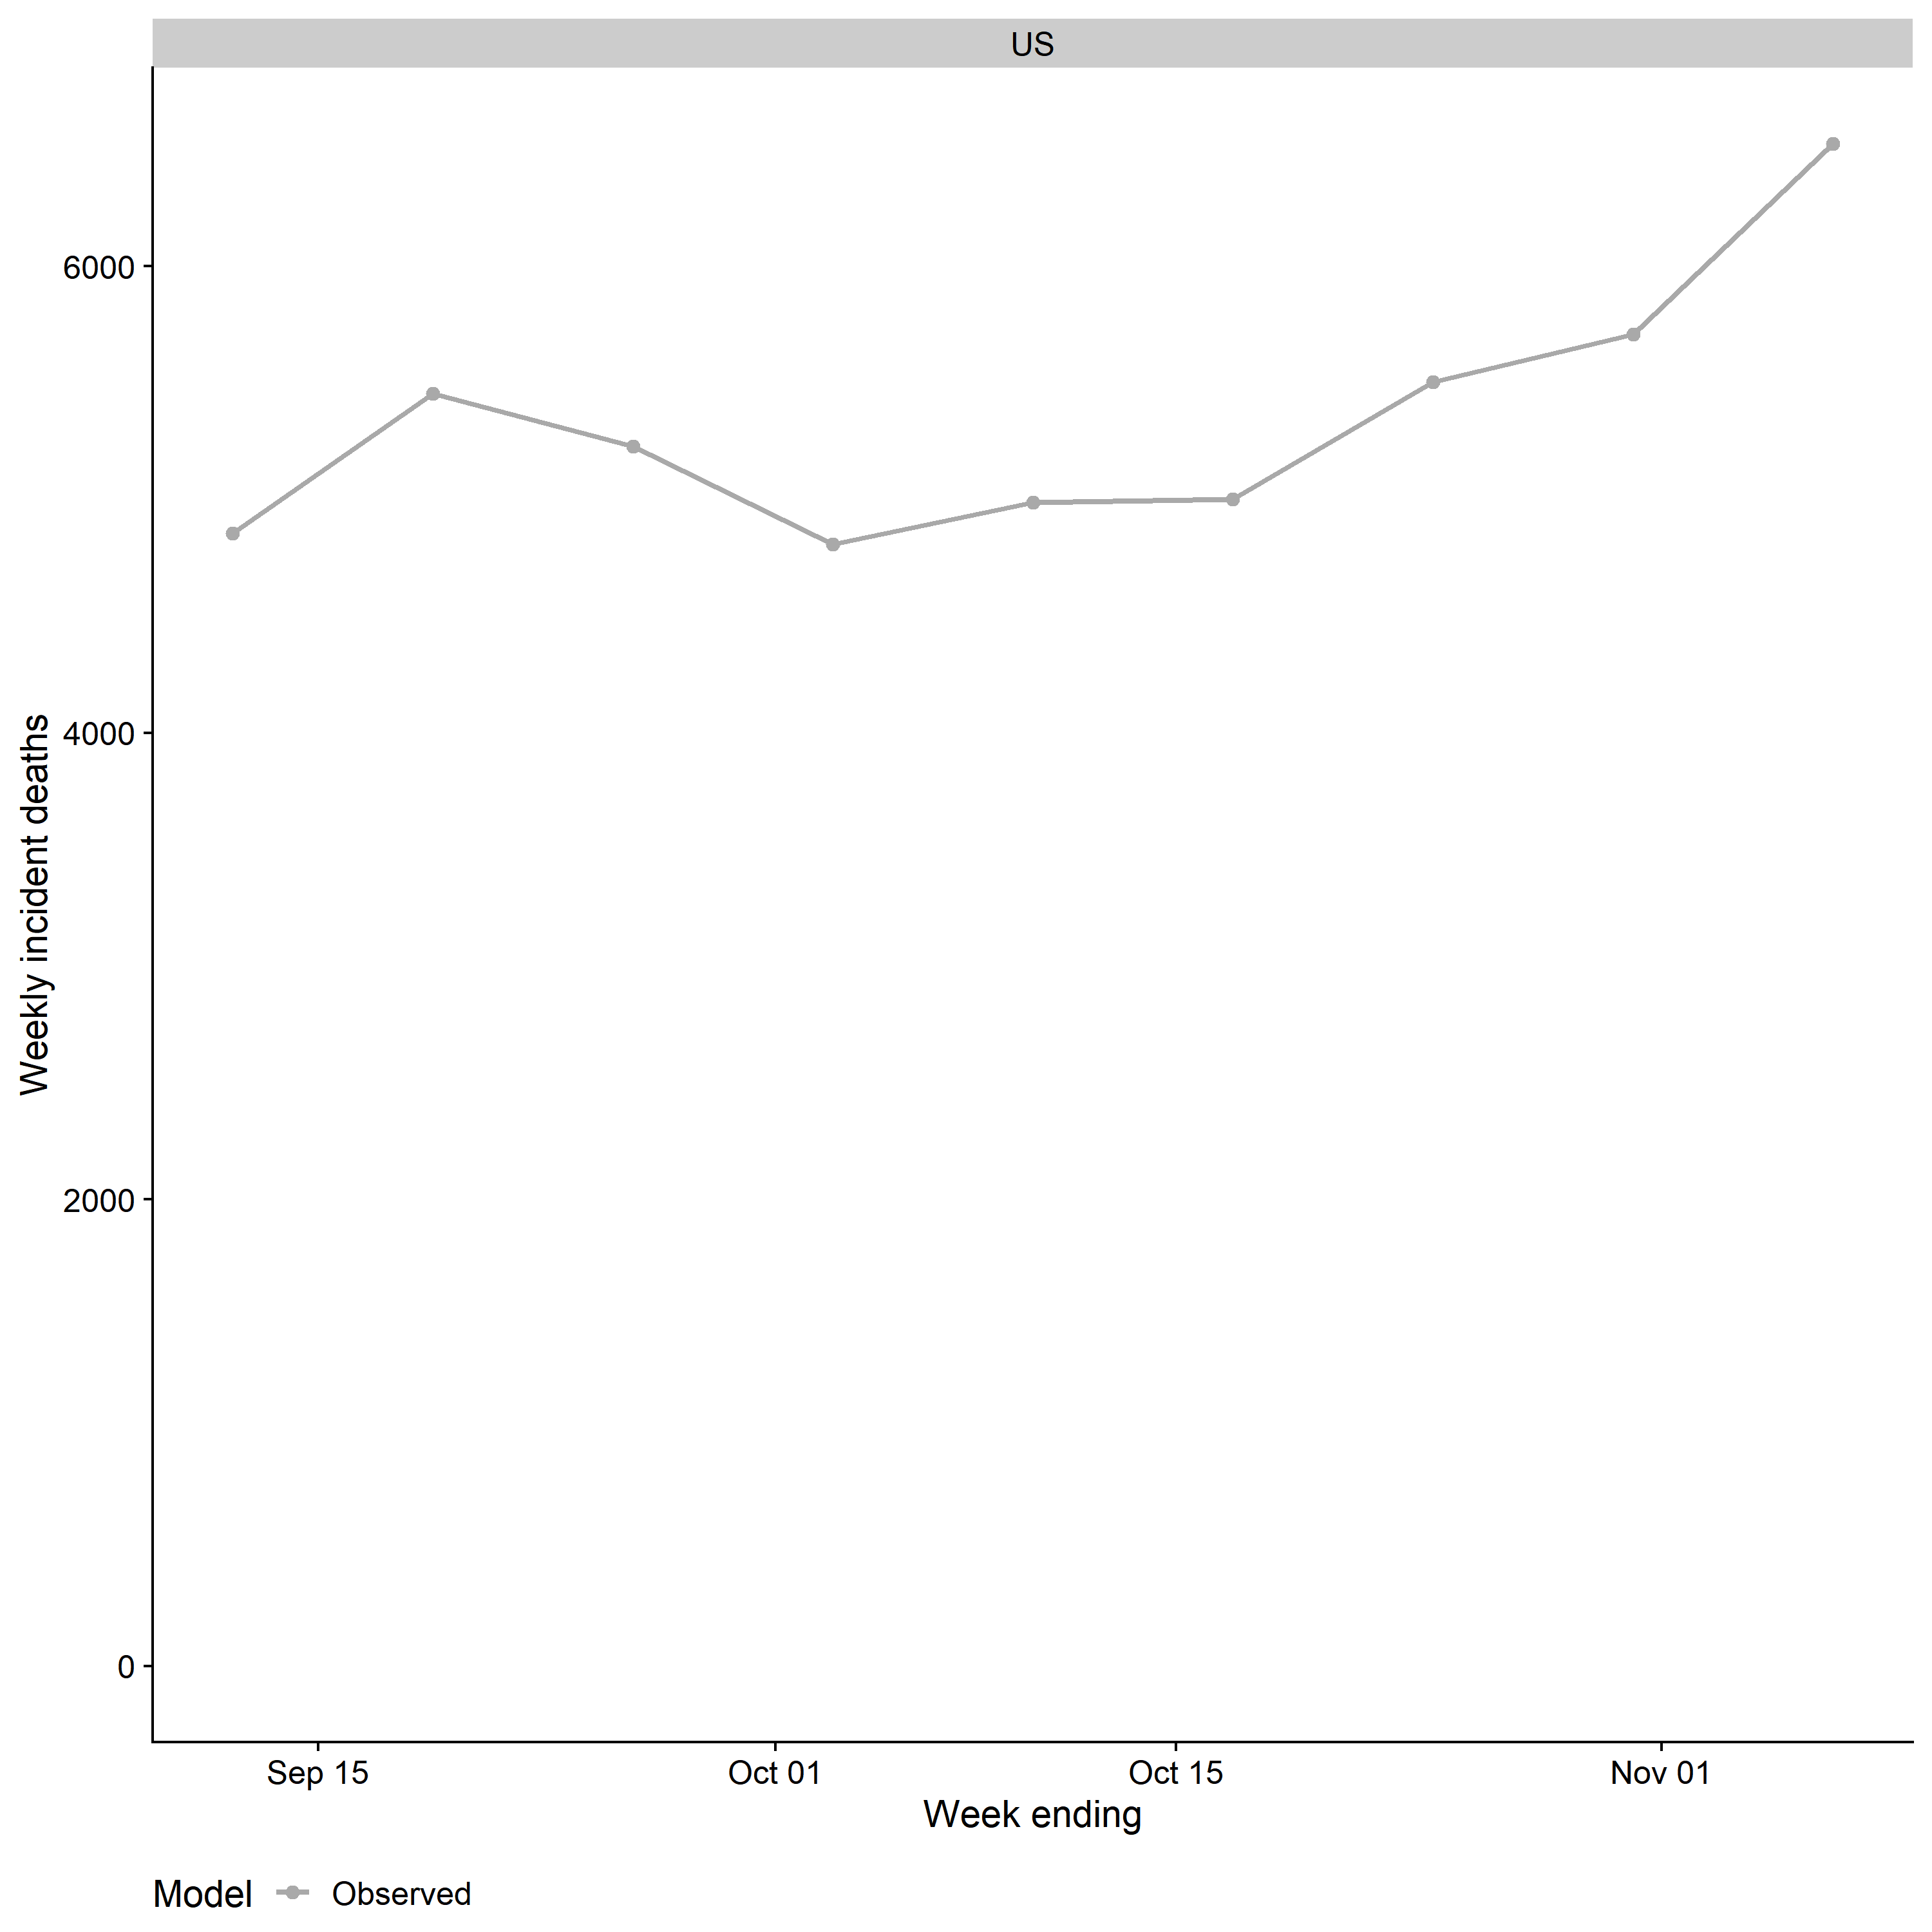 US
Weekly incident deaths
6000
4000
2000
0
Sep 15
Oct 01
Oct 15
Nov 01
Week ending
Model
Observed